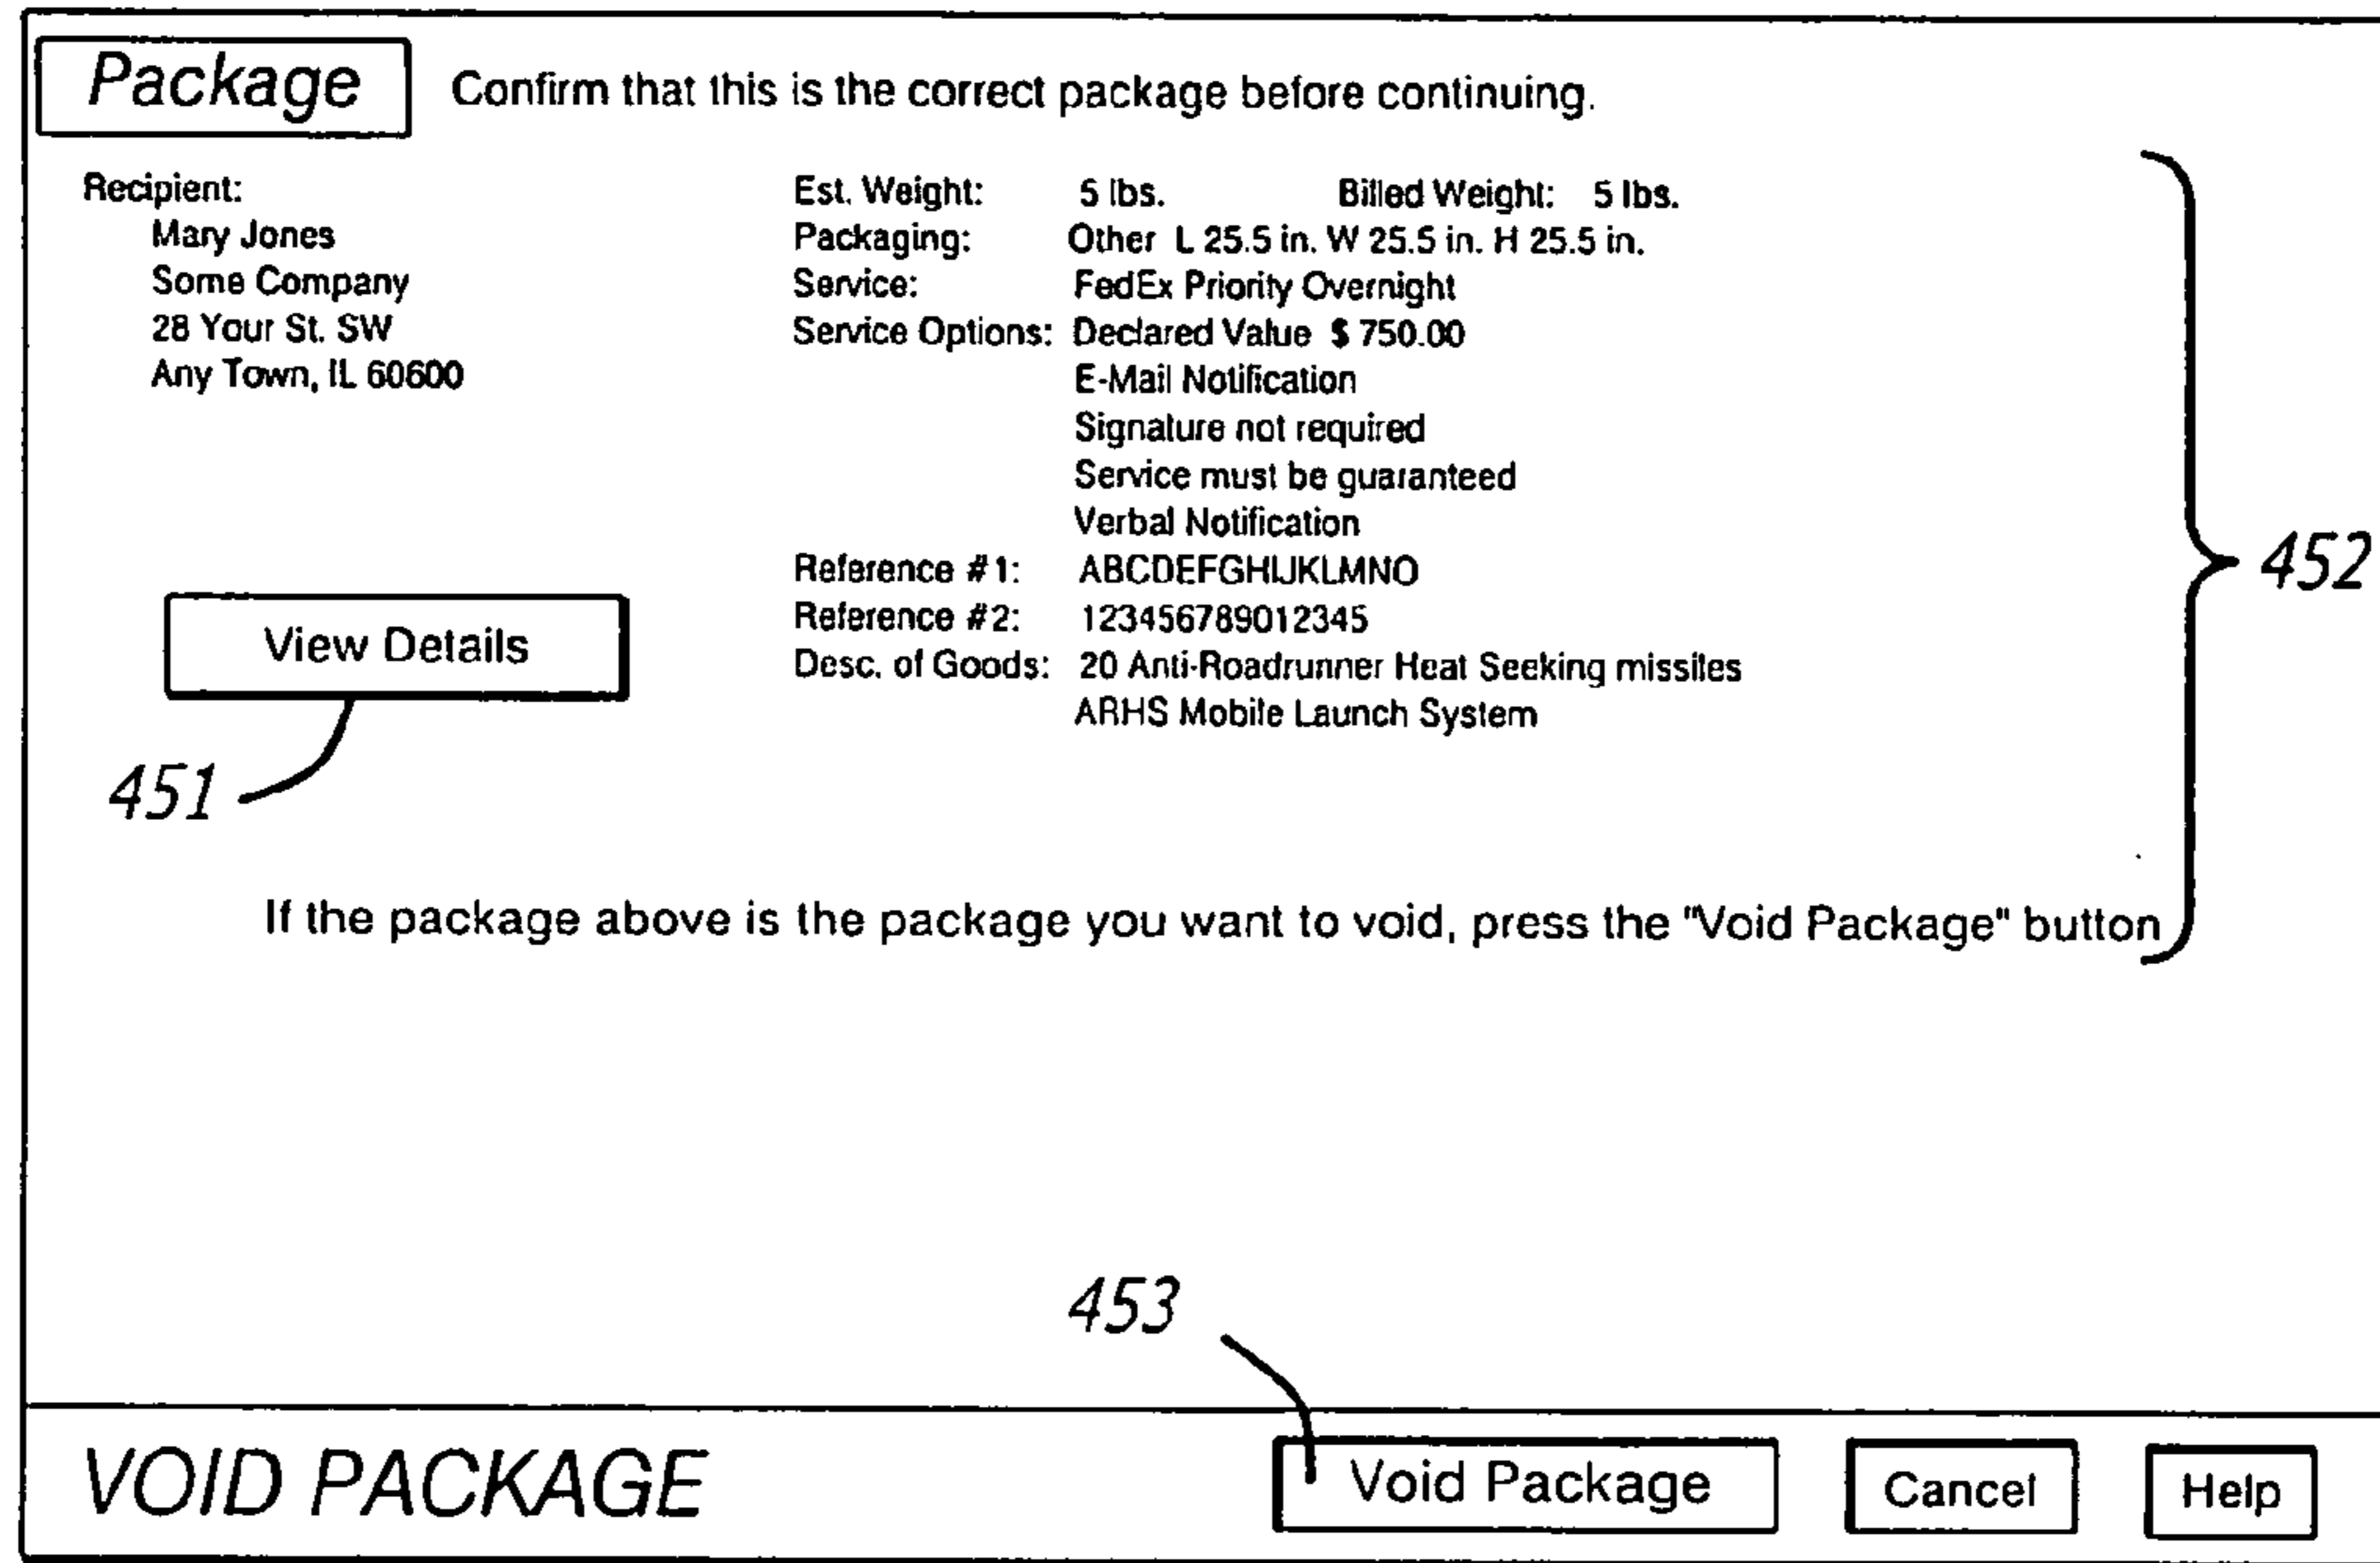 Package
Confirm that this is the correct package before continuing.
Recipient:
Mary Jones
Some Company
28 Your St. SW
Any Town, IL 60600
View Details
451
Est. Weight: 5 lbs. Billed Weight: 5 lbs.
Packaging: Other L 25.5 in. W 25.5 in. H 25.5 in.
Service: FedEx Priority Overnight
Service Options: Declared Value $ 750.00
E-Mail Notification
Signature not required
Service must be guaranteed
Verbal Notification
Reference #1: ABCDEFGHIJKLMNO
Reference #2: 123456789012345
Desc. of Goods: 20 Anti-Roadrunner Heat Seeking missiles
ARHS Mobile Launch System
452
If the package above is the package you want to void, press the "Void Package" button
453
VOID PACKAGE
Void Package
Cancel
Help